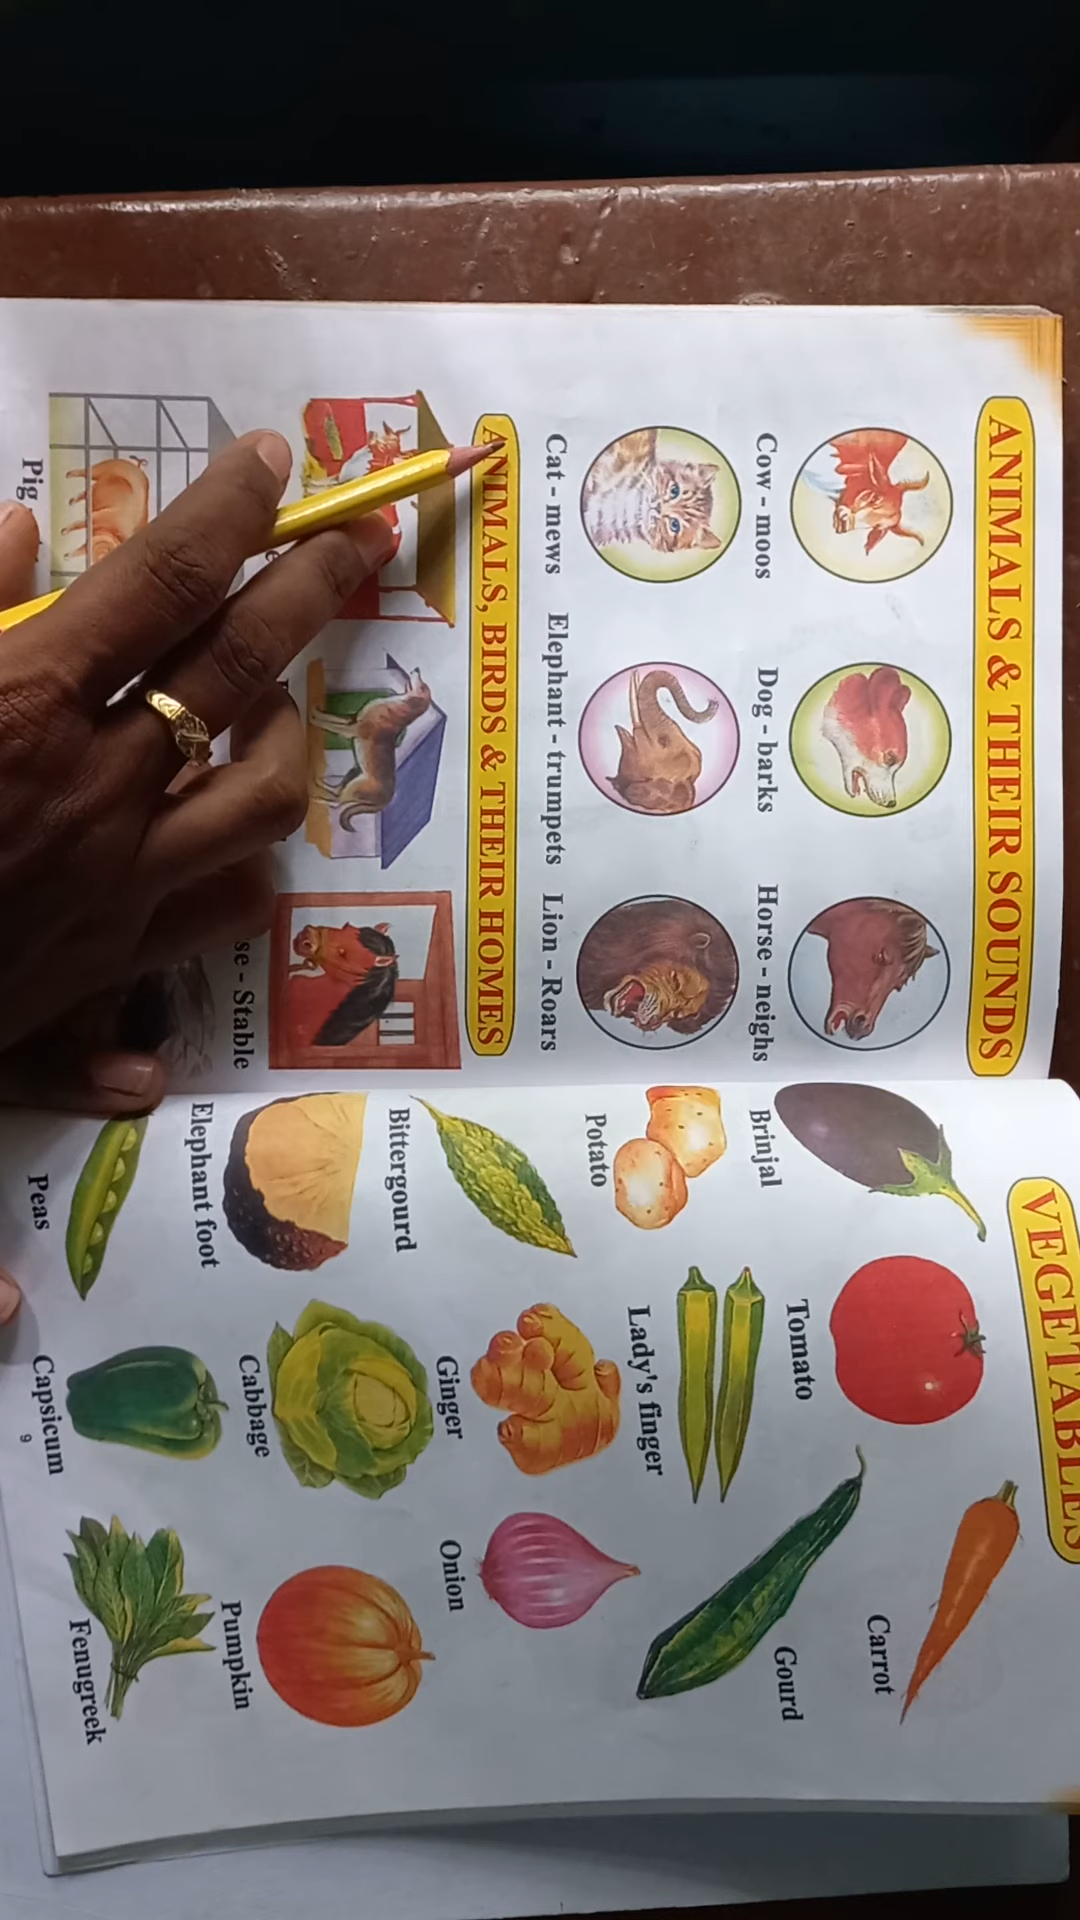 ANIMALS & THEIR SOUNDS
Cow - moos Dog - barks Horse - neighs
Cat - mews Elephant - trumpets Lion - Roars
ANIMALS, BIRDS & THEIR HOMES
- Stable
Pig
VEGETABLES
Brinjal Tomato Carrot
Potato Lady's finger Gourd
Bittergourd Ginger Onion
Elephant foot Cabbage Pumpkin
Peas Capsicum Fenugreek
9